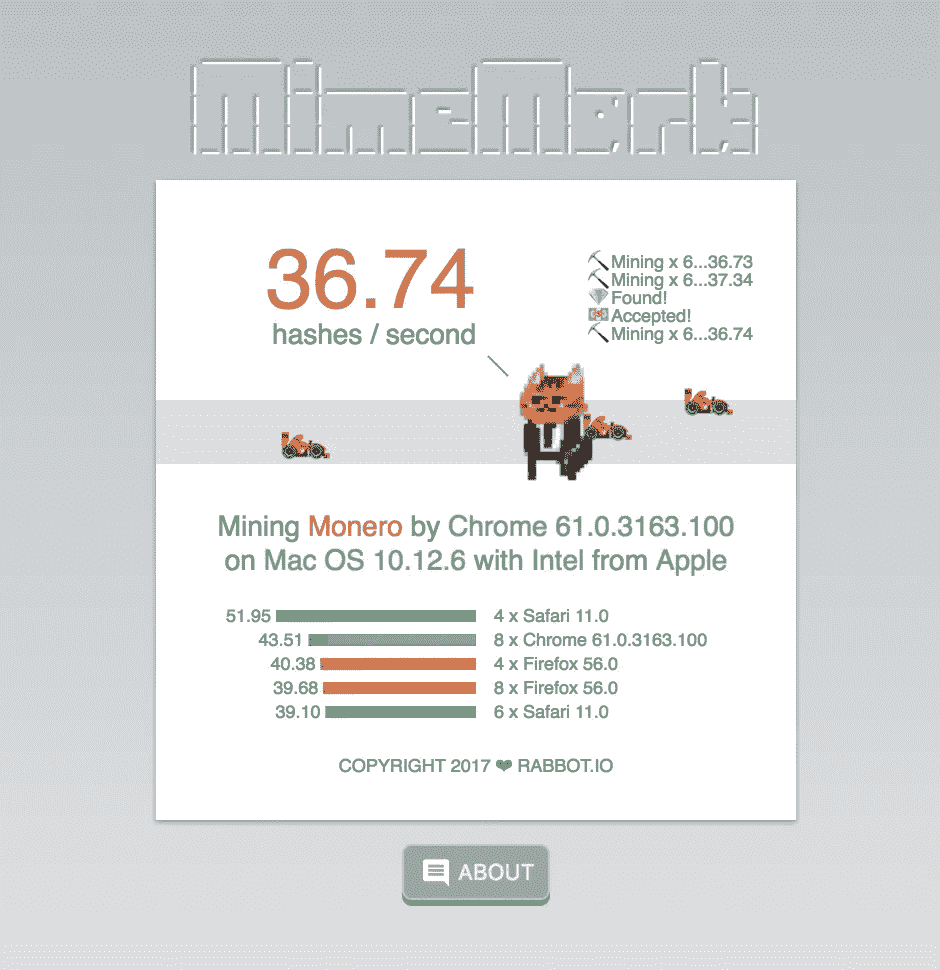 MineMark
36.74
hashes / second
Mining x 6...36.73
Mining x 6...37.34
Found!
Accepted!
Mining x 6...36.74
Mining Monero by Chrome 61.0.3163.100
on Mac OS 10.12.6 with Intel from Apple
51.95 4 x Safari 11.0
43.51 8 x Chrome 61.0.3163.100
40.38 4 x Firefox 56.0
39.68 8 x Firefox 56.0
39.10 6 x Safari 11.0
COPYRIGHT 2017 ❤ RABBOT.IO
ABOUT